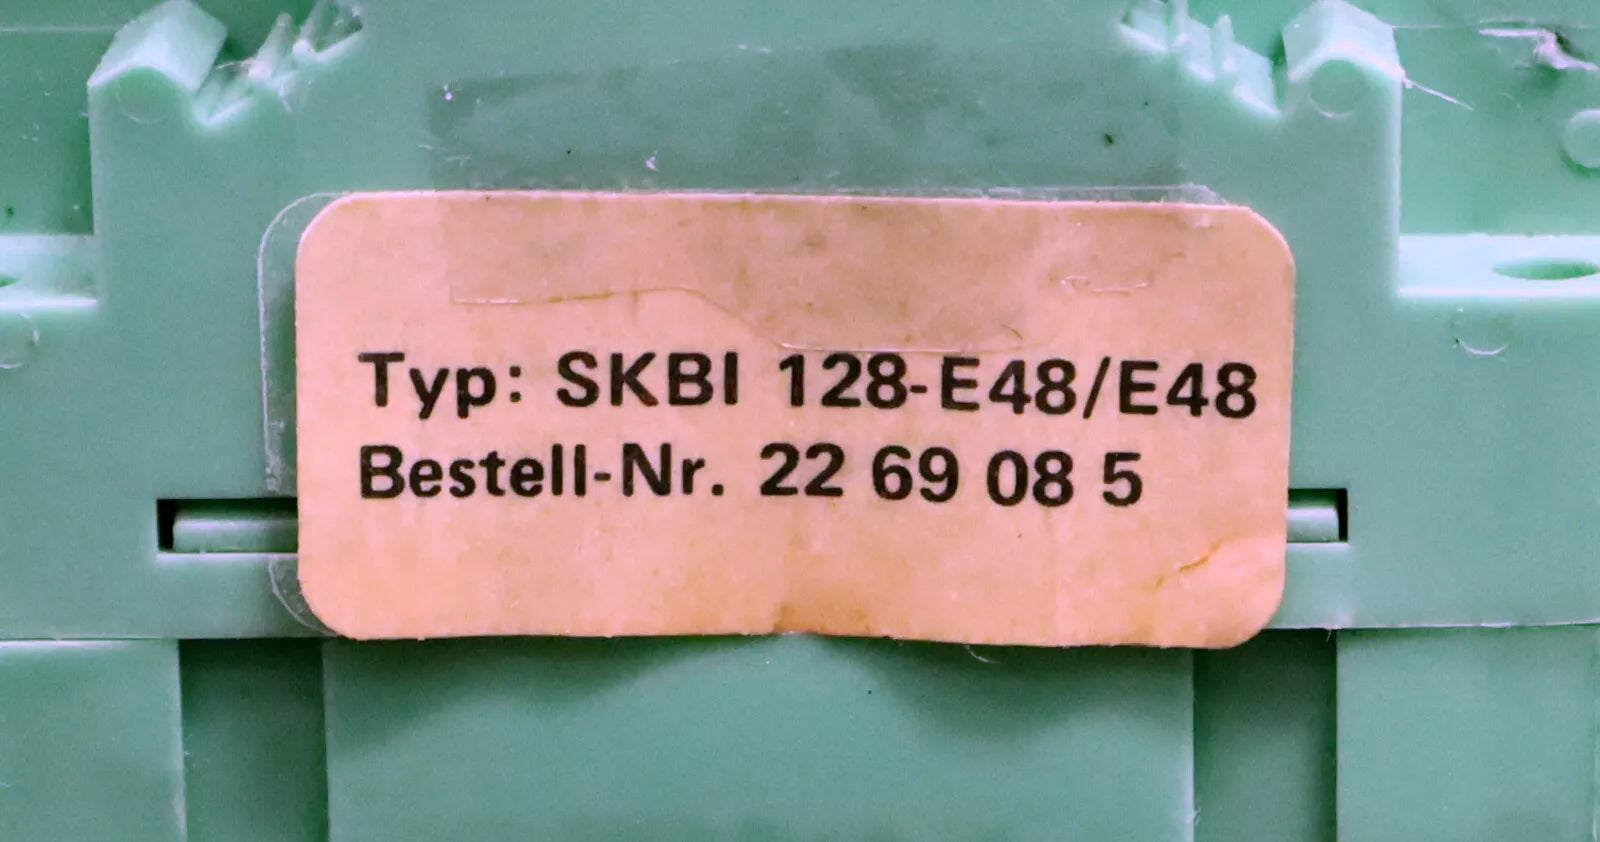 Typ: SKBI 128-E48/E48
Bestell-Nr. 22 69 08 5